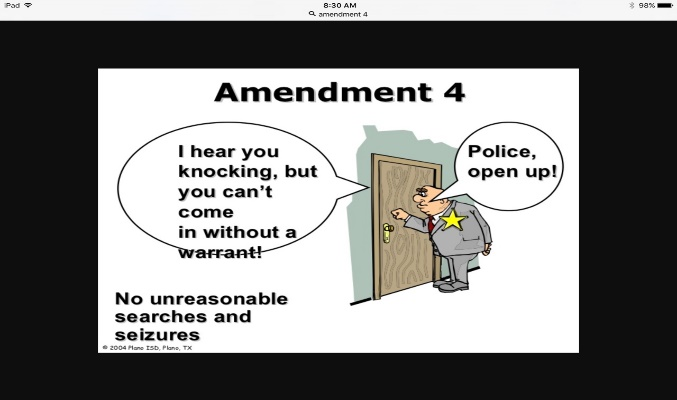 iPad
8:30 AM
98%
amendment 4
Amendment 4
I hear you
knocking, but
you can't
come
in without a
warrant!
Police,
open up!
No unreasonable
searches and
seizures
© 2004 Plano ISD, Plano, TX